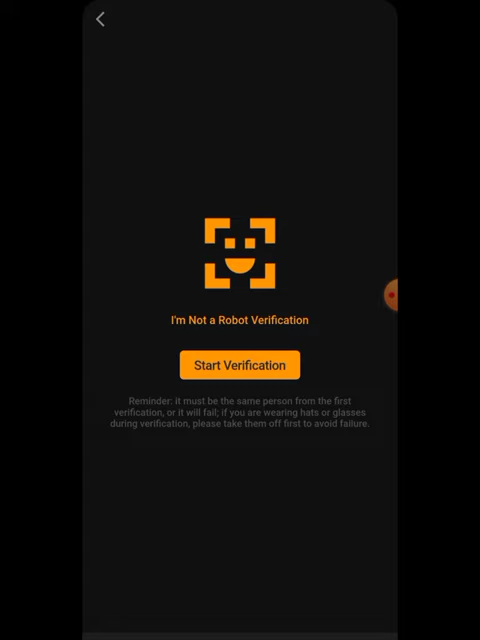 I'm Not a Robot Verification
Start Verification
Reminder: it must be the same person from the first
verification, or it will fail; if you are wearing hats or glasses
during verification, please take them off first to avoid failure.